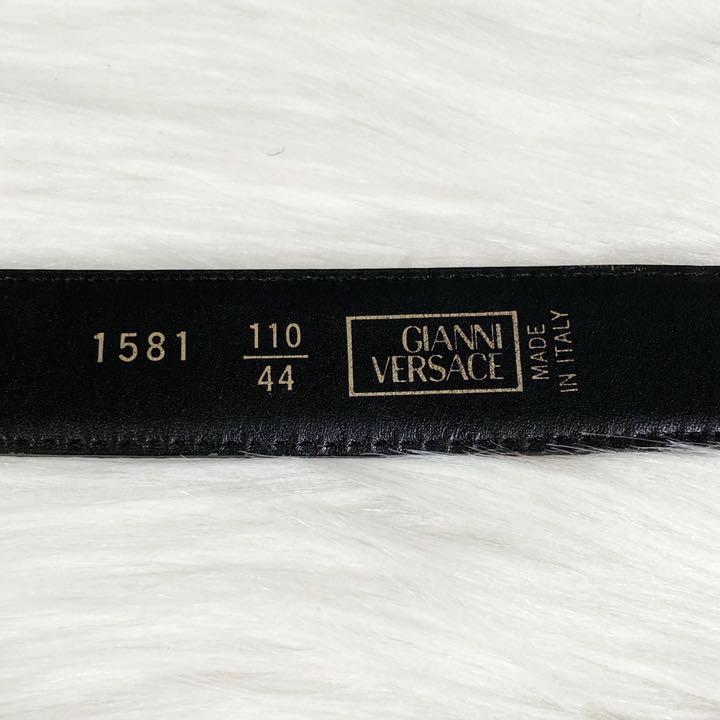 1581
110
44
GIANNI
VERSACE
MADE
IN ITALY